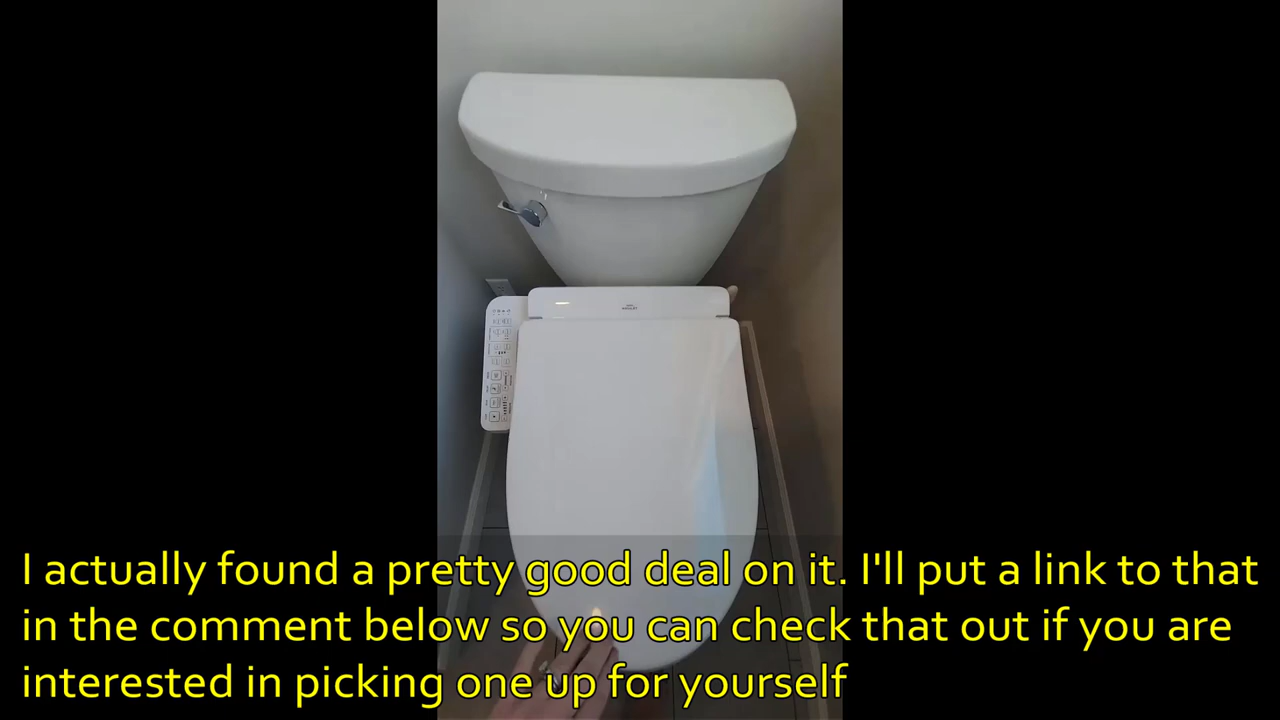 I actually found a pretty good deal on it. I'll put a link to that
in the comment below so you can check that out if you are
interested in picking one up for yourself